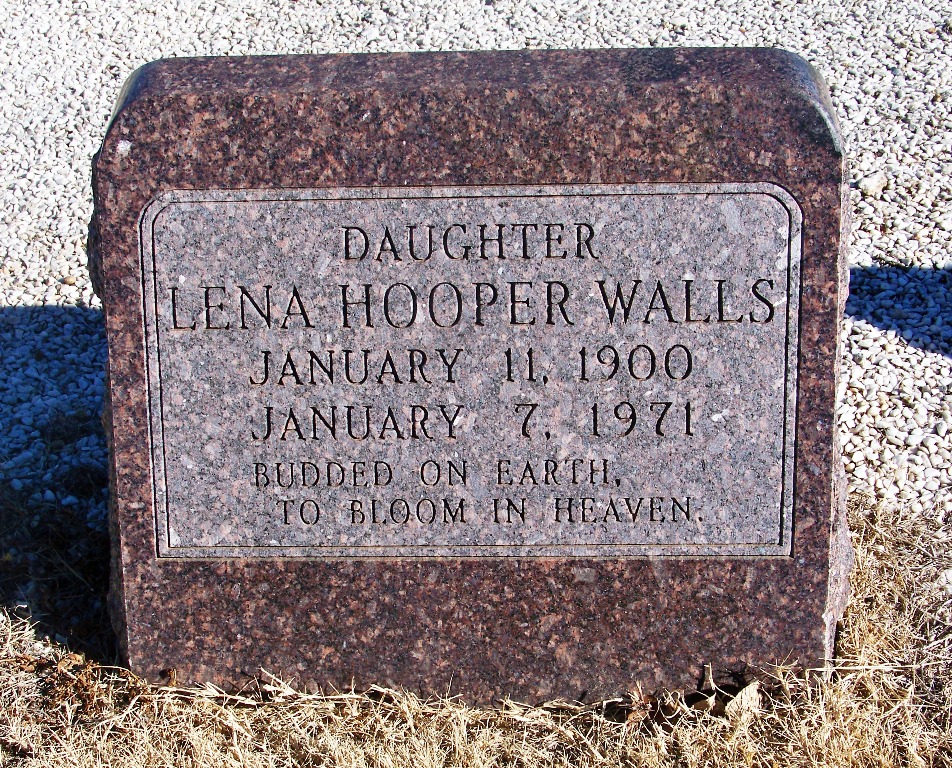 DAUGHTER
LENA HOOPER WALLS
JANUARY 11, 1900
JANUARY 7, 1971
BUDDED ON EARTH,
TO BLOOM IN HEAVEN.